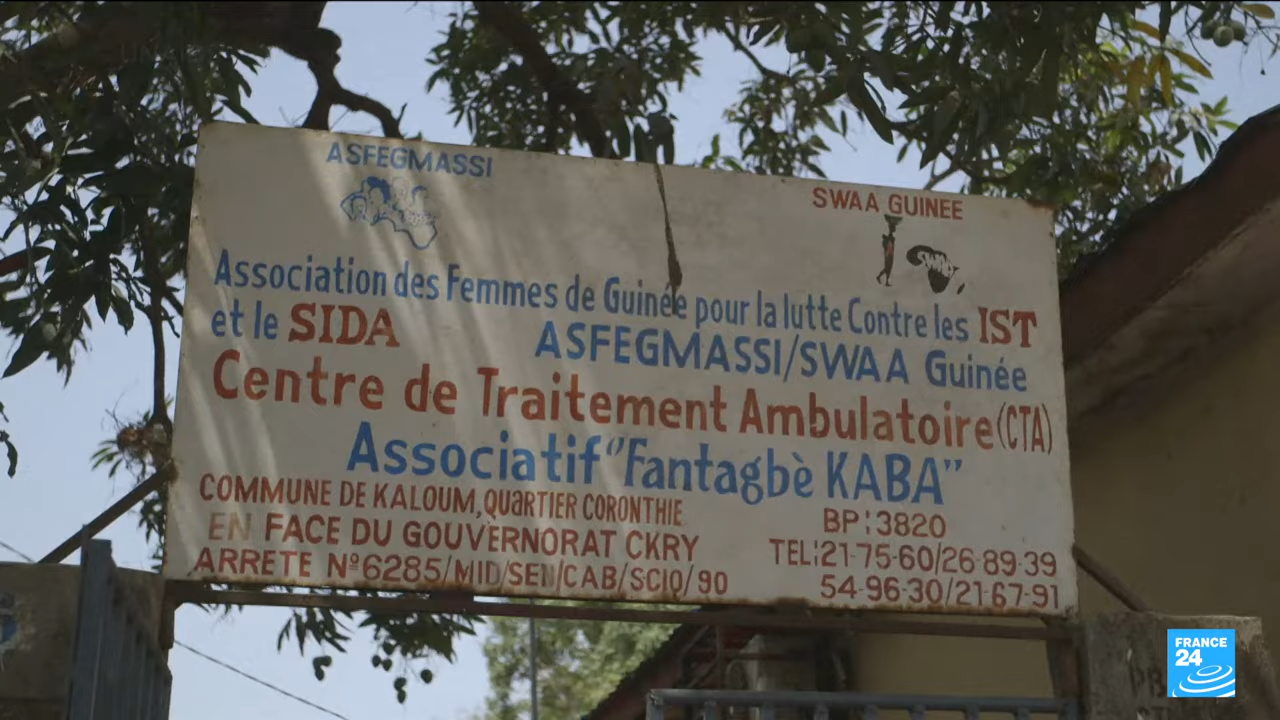 ASFEGMASSI
SWAA GUINEE
SWAA
Association des Femmes de Guinée pour la lutte Contre les IST
et le SIDA
ASFEGMASSI/SWAA Guinée
Centre de Traitement Ambulatoire (CTA)
Associatif "Fantagbè KABA"
COMMUNE DE KALOUM, QUARTIER CORONTHIE
EN FACE DU GOUVERNORAT CKRY
ARRETE Nº6285/MID/SED/CAB/SCIO/90
BP:3820
TEL:21-75-60/26-89-39
54-96-30/21-67-91
FRANCE
24